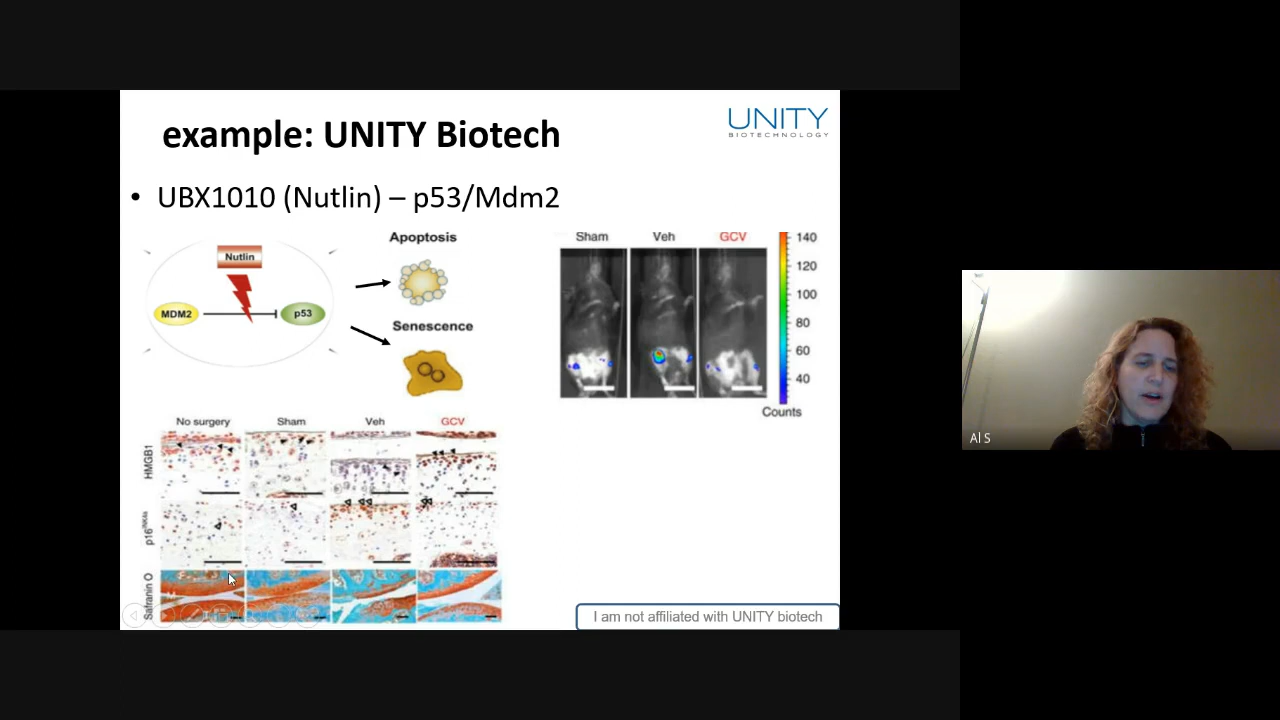 example: UNITY Biotech
UNITY
BIOTECHNOLOGY
• UBX1010 (Nutlin) – p53/Mdm2
Apoptosis
Nutlin
MDM2
p53
Senescence
Sham Veh GCV
140
120
100
80
60
40
Counts
No surgery Sham Veh GCV
HMGB1
p16INK4a
Safranin O
I am not affiliated with UNITY biotech
Al S